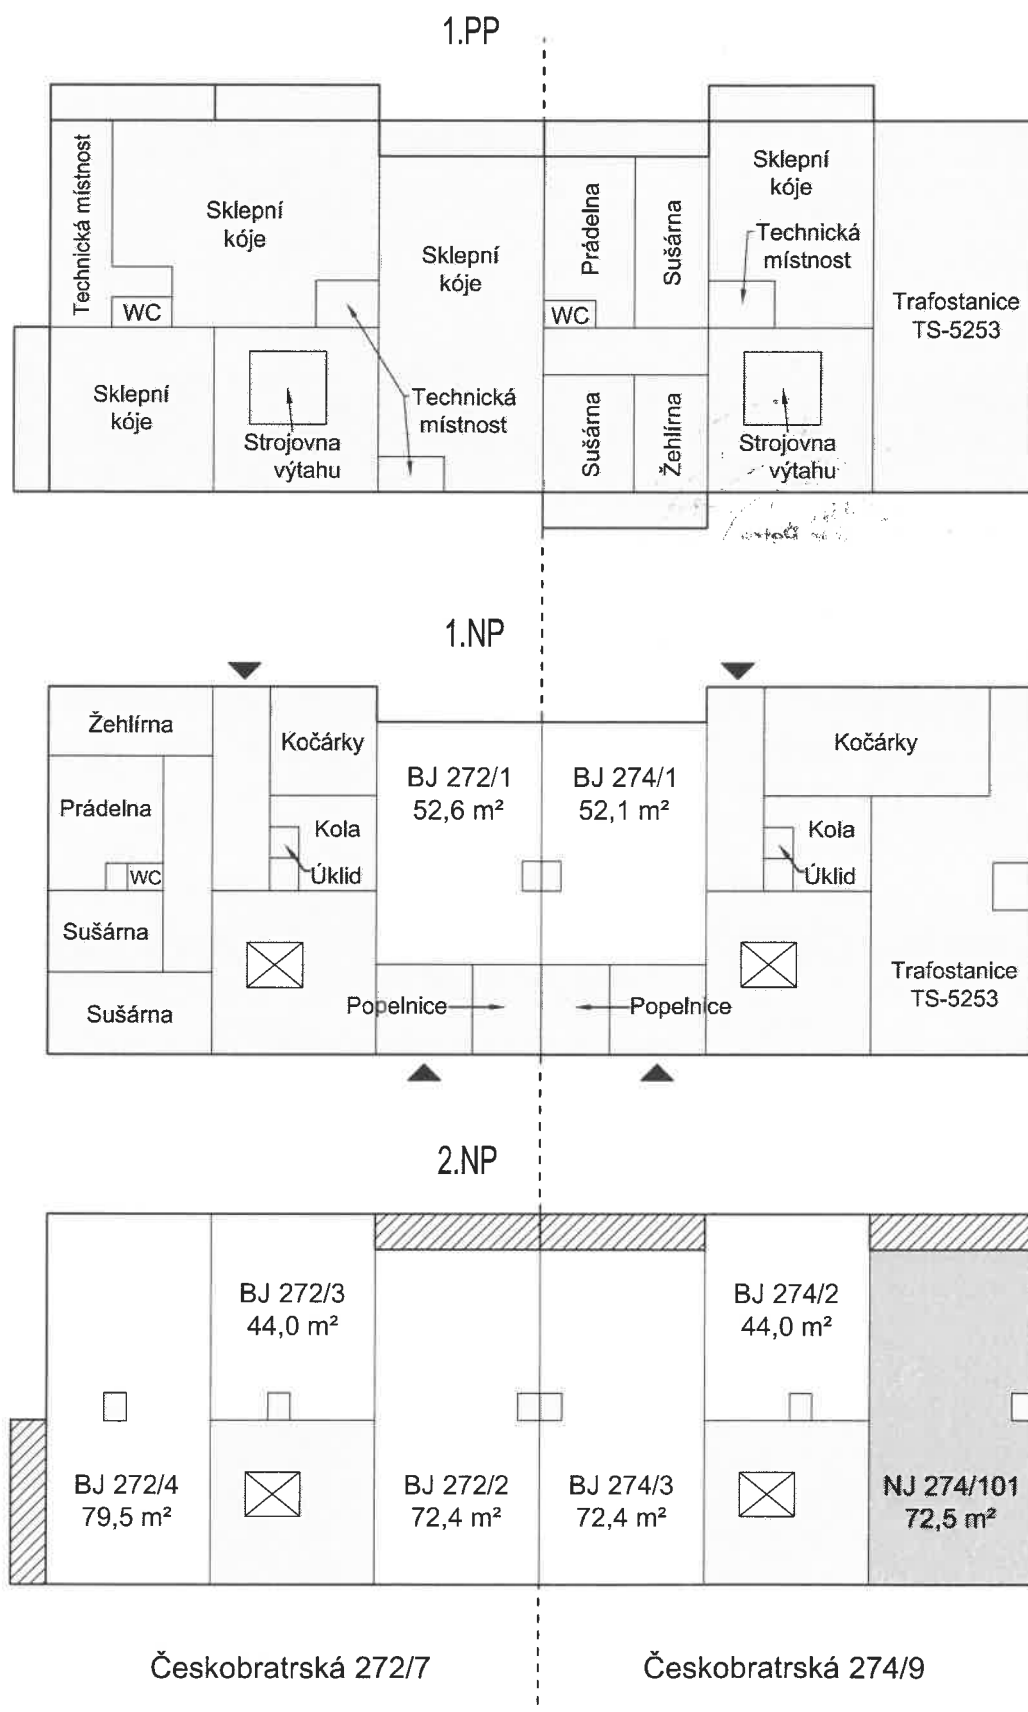 1.PP
Technická místnost
Sklepní
kóje
WC
Sklepní
kóje
Sklepní
kóje
Strojovna
výtahu
Technická
místnost
Prádelna
Sušárna
WC
Sušárna
Žehlírna
Sklepní
kóje
Technická
místnost
Strojovna
výtahu
Trafostanice
TS-5253
1.NP
Žehlírna
Prádelna
WC
Sušárna
Sušárna
Kočárky
Kola
Úklid
BJ 272/1
52,6 m²
BJ 274/1
52,1 m²
Popelnice
Popelnice
Kočárky
Kola
Úklid
Trafostanice
TS-5253
2.NP
BJ 272/4
79,5 m²
BJ 272/3
44,0 m²
BJ 272/2
72,4 m²
BJ 274/3
72,4 m²
BJ 274/2
44,0 m²
NJ 274/101
72,5 m²
Českobratrská 272/7
Českobratrská 274/9